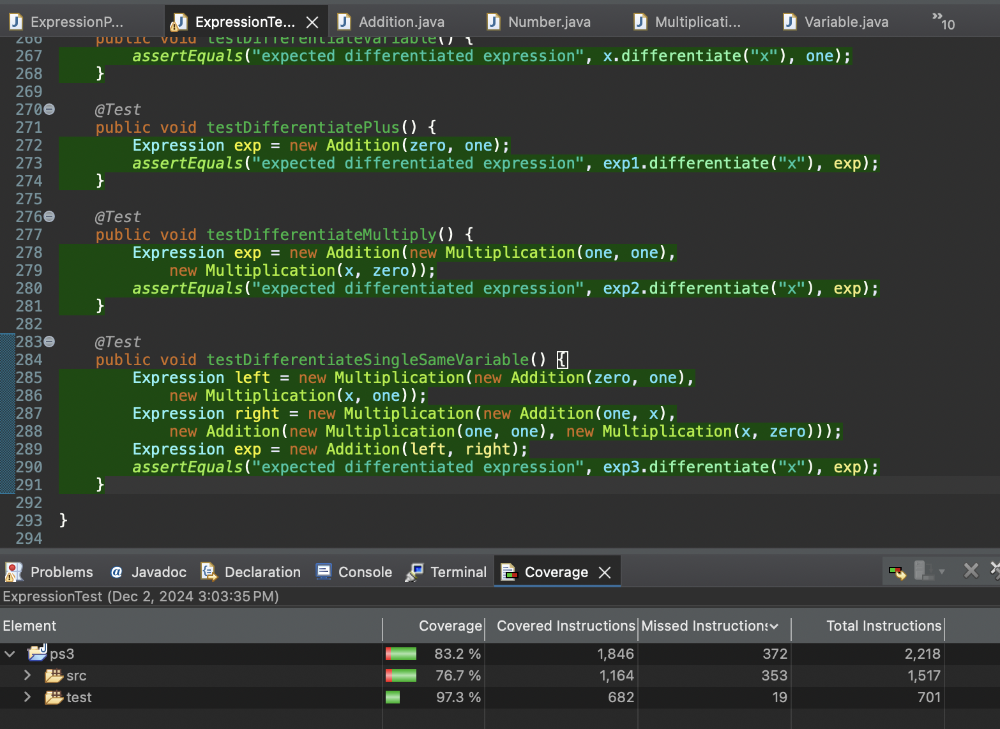 ExpressionP... ExpressionTe... Addition.java Number.java Multiplicati... Variable.java »10
266 public void testDifferentiateVariable() {
267 assertEquals("expected differentiated expression", x.differentiate("x"), one);
268 }
269
270 @Test
271 public void testDifferentiatePlus() {
272 Expression exp = new Addition(zero, one);
273 assertEquals("expected differentiated expression", exp1.differentiate("x"), exp);
274 }
275
276 @Test
277 public void testDifferentiateMultiply() {
278 Expression exp = new Addition(new Multiplication(one, one),
279 new Multiplication(x, zero));
280 assertEquals("expected differentiated expression", exp2.differentiate("x"), exp);
281 }
282
283 @Test
284 public void testDifferentiateSingleSameVariable() {
285 Expression left = new Multiplication(new Addition(zero, one),
286 new Multiplication(x, one));
287 Expression right = new Multiplication(new Addition(one, x),
288 new Addition(new Multiplication(one, one), new Multiplication(x, zero)));
289 Expression exp = new Addition(left, right);
290 assertEquals("expected differentiated expression", exp3.differentiate("x"), exp);
291 }
292
293 }
294
Problems Javadoc Declaration Console Terminal Coverage
ExpressionTest (Dec 2, 2024 3:03:35 PM)
Element Coverage Covered Instructions Missed Instructions Total Instructions
ps3 83.2 % 1,846 372 2,218
src 76.7 % 1,164 353 1,517
test 97.3 % 682 19 701